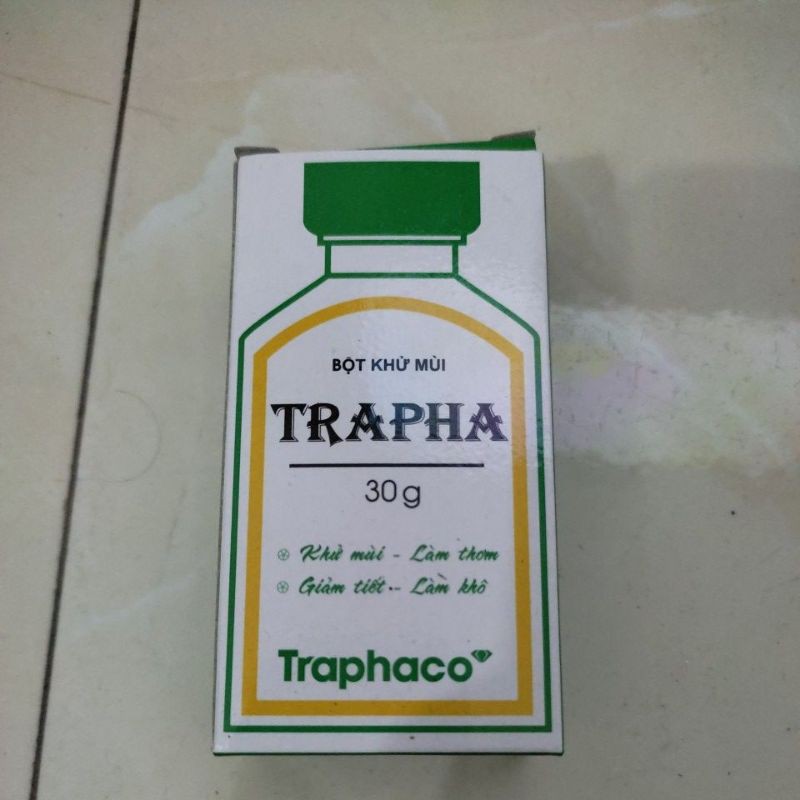 BỘT KHỬ MÙI
TRAPHA
30g
Khử mùi - Làm thơm
Giảm tiết - Làm khô
Traphaco